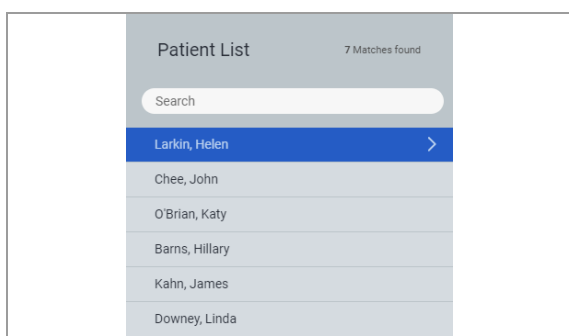 Patient List 7 Matches found
Search
Larkin, Helen
Chee, John
O'Brian, Katy
Barns, Hillary
Kahn, James
Downey, Linda